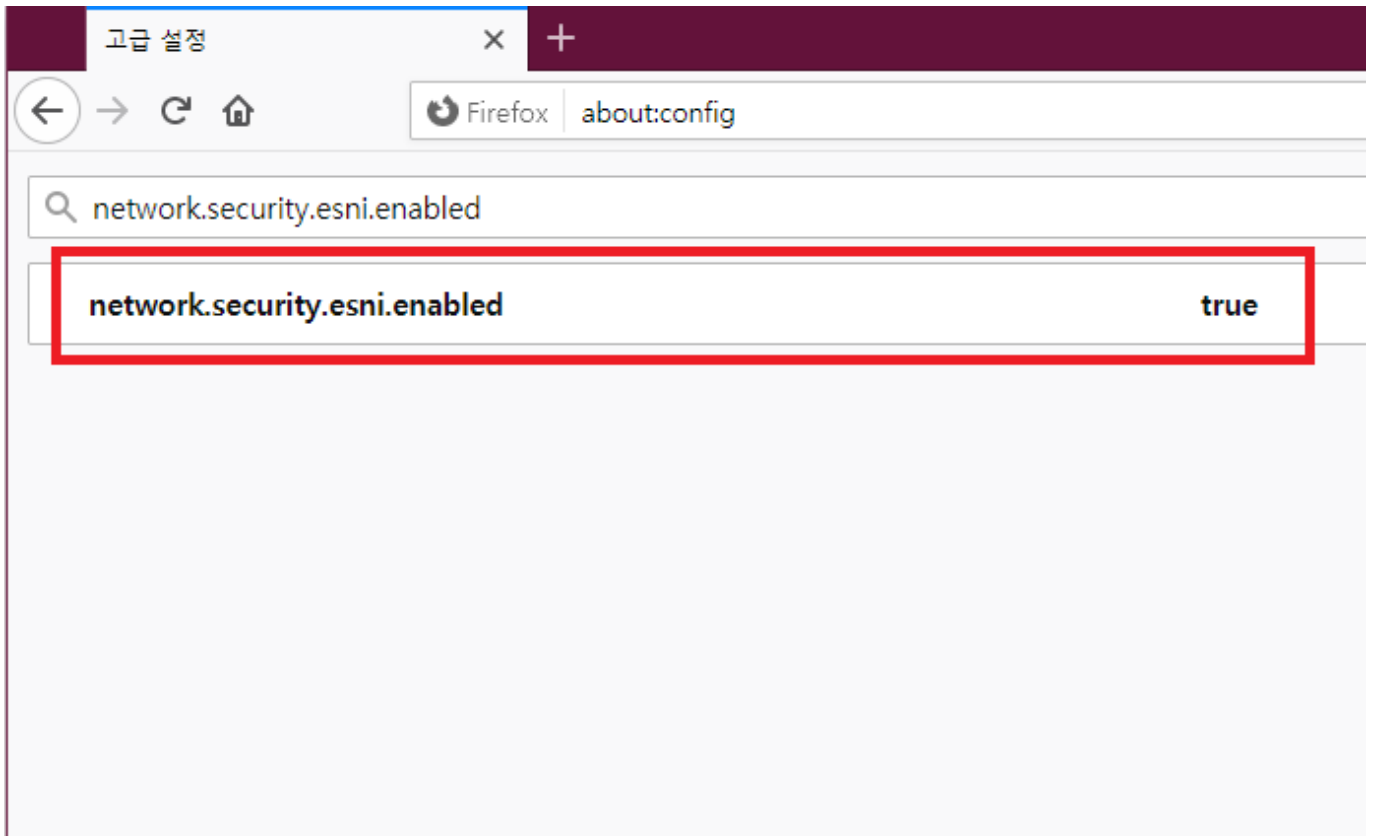 고급 설정
Firefox about:config
network.security.esni.enabled
network.security.esni.enabled true